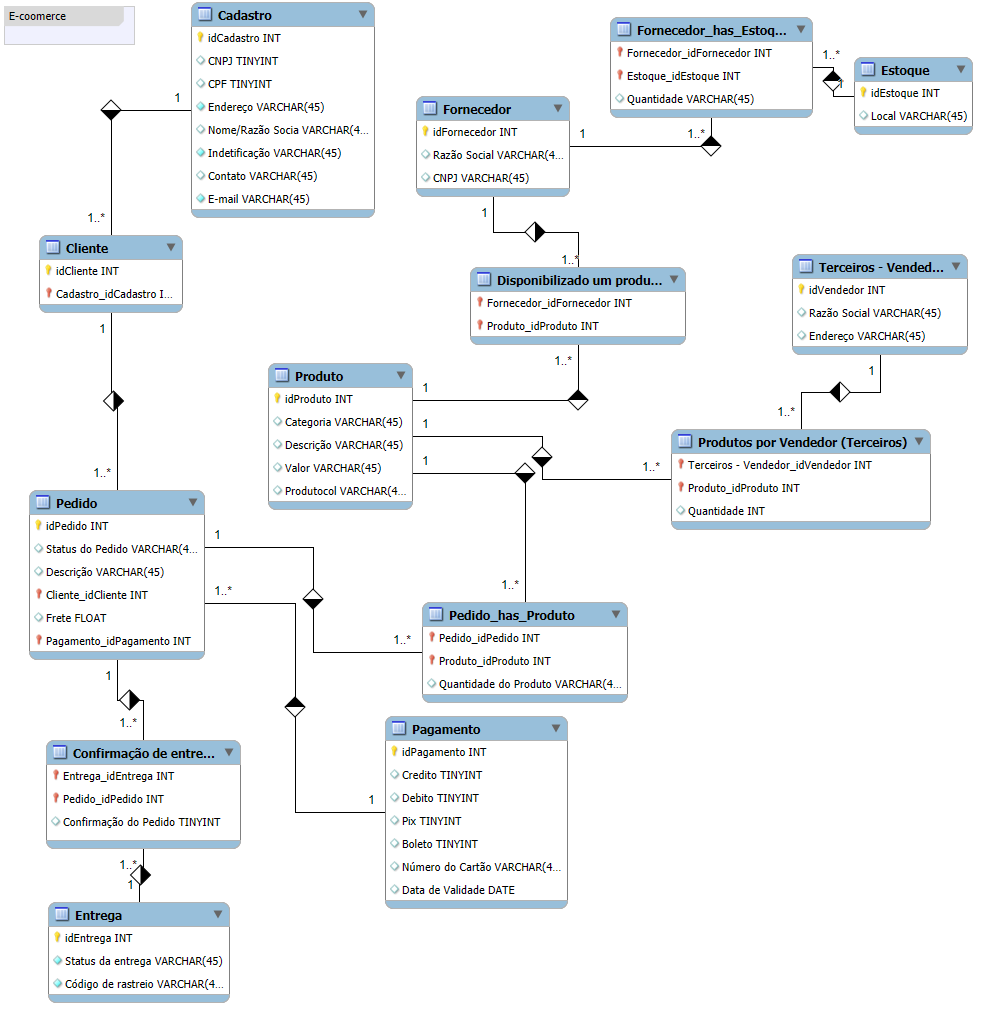 E-coomerce
Cadastro
idCadastro INT
CNPJ TINYINT
CPF TINYINT
Endereço VARCHAR(45)
Nome/Razão Socia VARCHAR(4...
Indetificação VARCHAR(45)
Contato VARCHAR(45)
E-mail VARCHAR(45)
1
1..*
Cliente
idCliente INT
Cadastro_idCadastro I...
1
1..*
Fornecedor
idFornecedor INT
Razão Social VARCHAR(4...
CNPJ VARCHAR(45)
1
1..*
1
1..*
Fornecedor_has_Estoq...
Fornecedor_idFornecedor INT
Estoque_idEstoque INT
Quantidade VARCHAR(45)
1..*
1
Estoque
idEstoque INT
Local VARCHAR(45)
Disponibilizado um produ...
Fornecedor_idFornecedor INT
Produto_idProduto INT
1..*
1
Terceiros - Vended...
idVendedor INT
Razão Social VARCHAR(45)
Endereço VARCHAR(45)
1
1..*
Produto
idProduto INT
Categoria VARCHAR(45)
Descrição VARCHAR(45)
Valor VARCHAR(45)
Produtocol VARCHAR(4...
1
1
1..*
1..*
Produtos por Vendedor (Terceiros)
Terceiros - Vendedor_idVendedor INT
Produto_idProduto INT
Quantidade INT
Pedido
idPedido INT
Status do Pedido VARCHAR(4...
Descrição VARCHAR(45)
Cliente_idCliente INT
Frete FLOAT
Pagamento_idPagamento INT
1
1..*
1..*
1
1
1..*
Pedido_has_Produto
Pedido_idPedido INT
Produto_idProduto INT
Quantidade do Produto VARCHAR(4...
Pagamento
idPagamento INT
Credito TINYINT
Debito TINYINT
Pix TINYINT
Boleto TINYINT
Número do Cartão VARCHAR(4...
Data de Validade DATE
Confirmação de entre...
Entrega_idEntrega INT
Pedido_idPedido INT
Confirmação do Pedido TINYINT
1..*
1
Entrega
idEntrega INT
Status da entrega VARCHAR(45)
Código de rastreio VARCHAR(4...